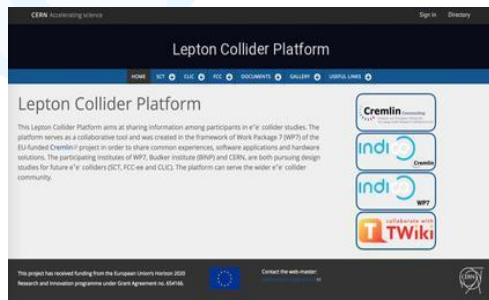 CERN Accelerating science
Sign in Directory
Lepton Collider Platform
HOME SCT CLIC FCC DOCUMENTS GALLERY USEFUL LINKS
Lepton Collider Platform
This Lepton Collider Platform aims at sharing information among participants in e⁺e⁻ collider studies. The
platform serves as a collaborative tool and was created in the framework of Work Package 7 (WP7) of the
EU-funded Cremlin project in order to share common experiences, software applications and hardware
solutions. The participating institutes of WP7, Budker institute (BINP) and CERN, are both pursuing design
studies for future e⁺e⁻ colliders (SCT, FCC-ee and CLIC). The platform can serve the wider e⁺e⁻ collider
community.
Cremlin
indico
Cremlin
indico
WP7
collaborate with
TWiki
This project has received funding from the European Union's Horizon 2020
Research and Innovation programme under Grant Agreement no. 654166.
Contact the web-master:
CERN